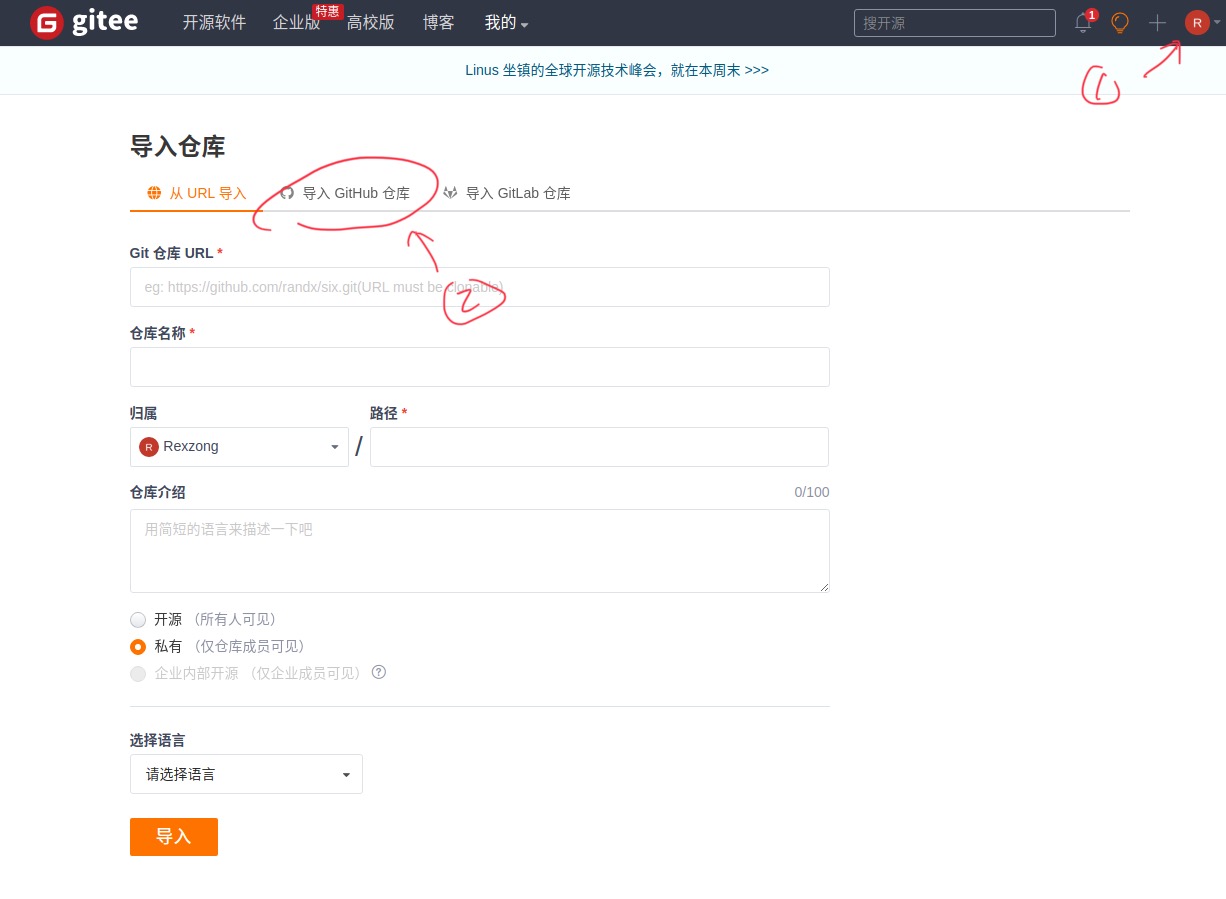 G gitee 开源软件 企业版 特惠 高校版 博客 我的 搜开源 1 R
Linus 坐镇的全球开源技术峰会，就在本周末 >>>
1
导入仓库
从 URL 导入 导入 GitHub 仓库 导入 GitLab 仓库
Git 仓库 URL *
eg: https://github.com/randx/six.git(URL must be clonable)
2
仓库名称 *
归属 路径 *
R Rexzong /
仓库介绍 0/100
用简短的语言来描述一下吧
开源 （所有人可见）
私有 （仅仓库成员可见）
企业内部开源 （仅企业成员可见） ?
选择语言
请选择语言
导入